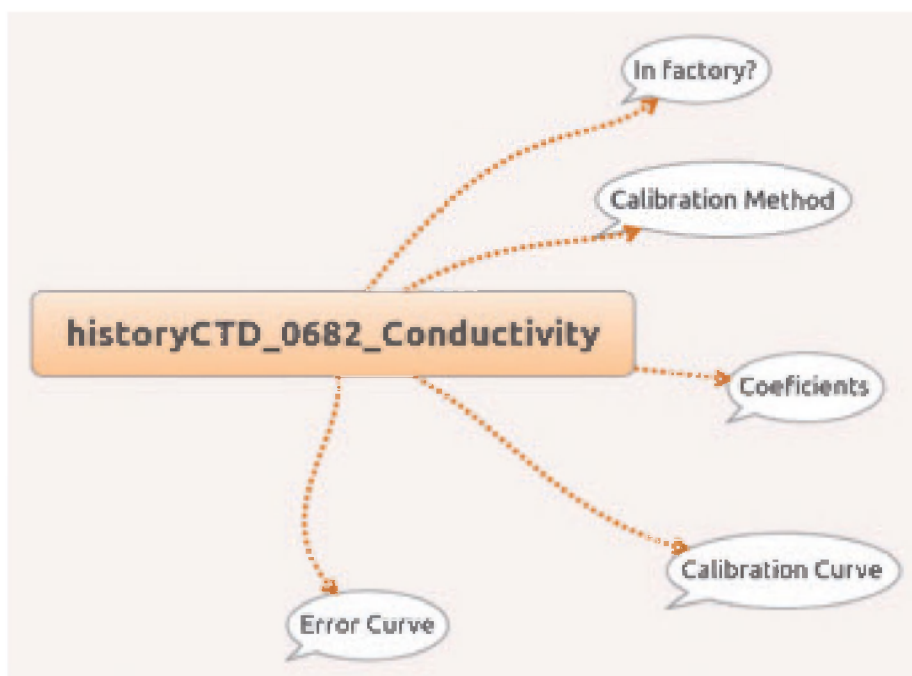 In factory?
Calibration Method
historyCTD_0682_Conductivity
Coeficients
Calibration Curve
Error Curve